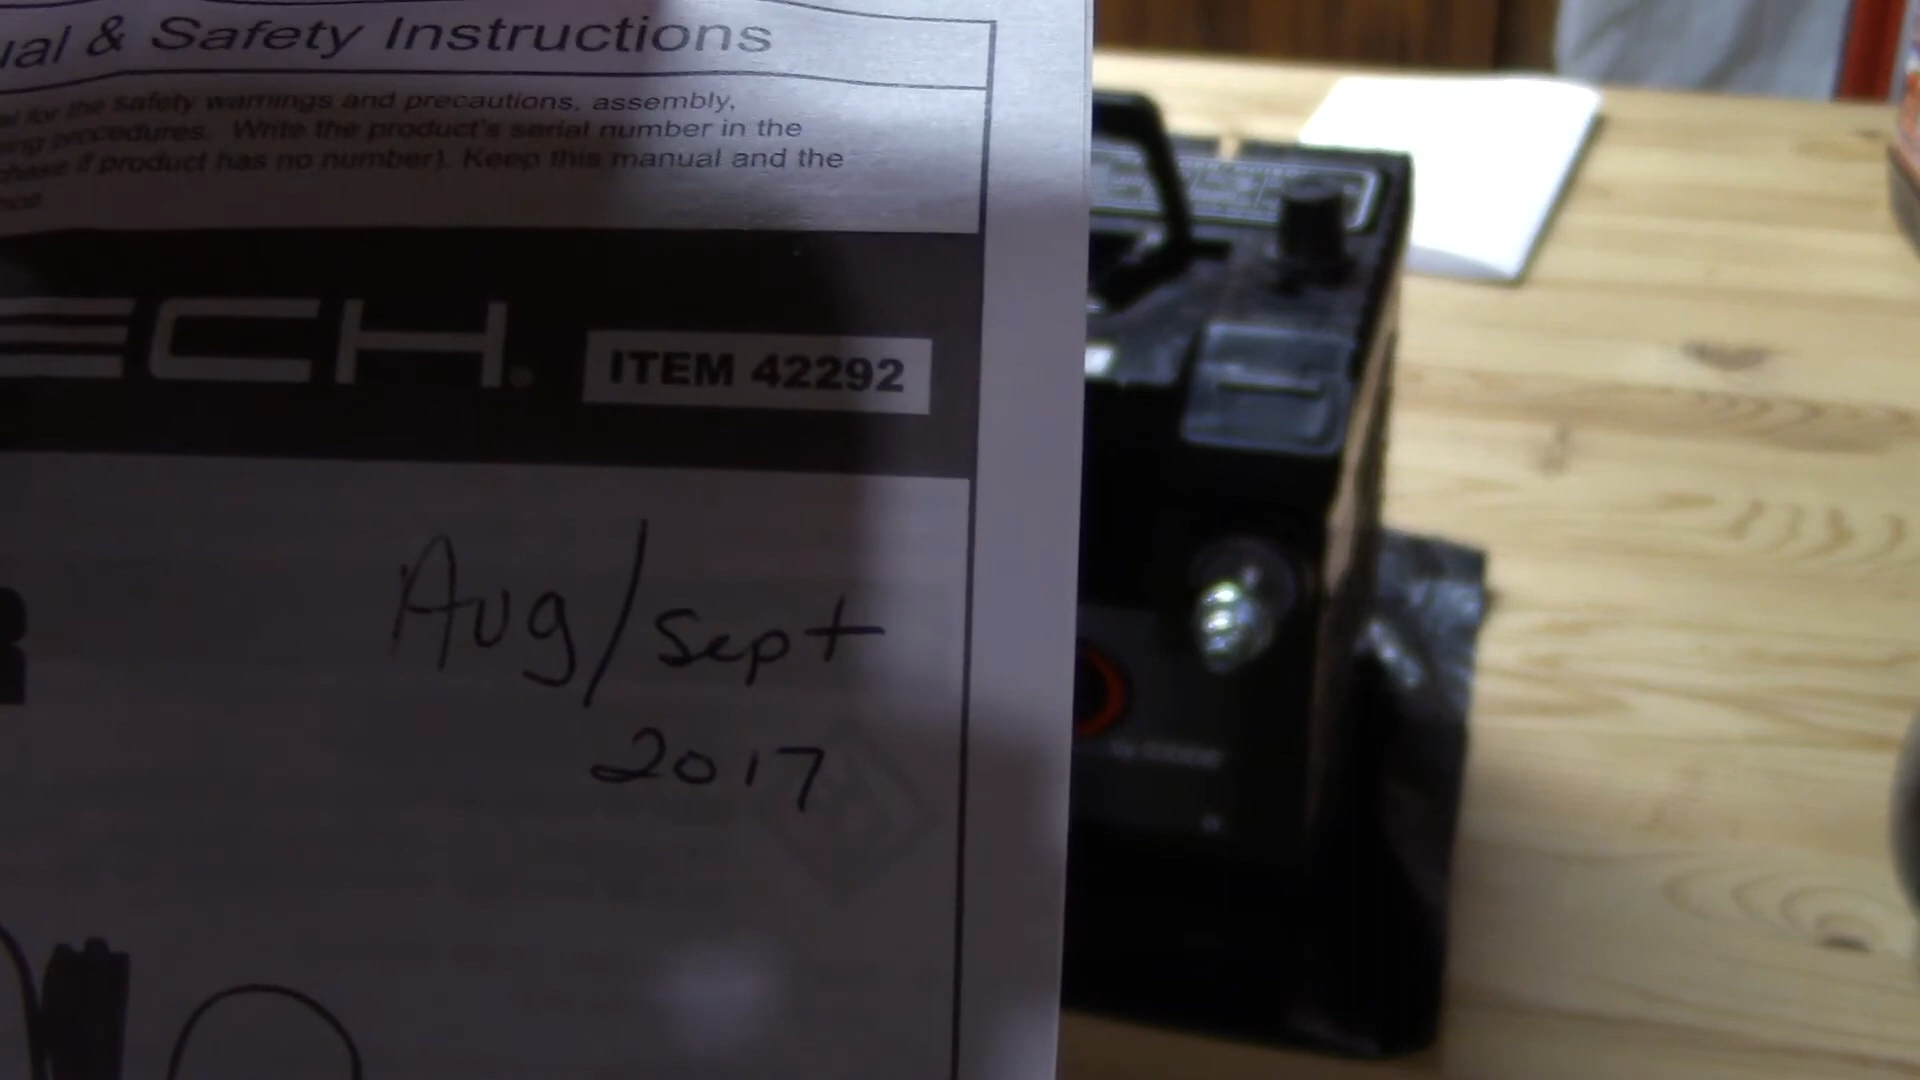 & Safety Instructions
for the safety warnings and precautions, assembly,
procedures. Write the product's serial number in the
if product has no number). Keep this manual and the
ECH.
ITEM 42292
Aug/Sept
2017